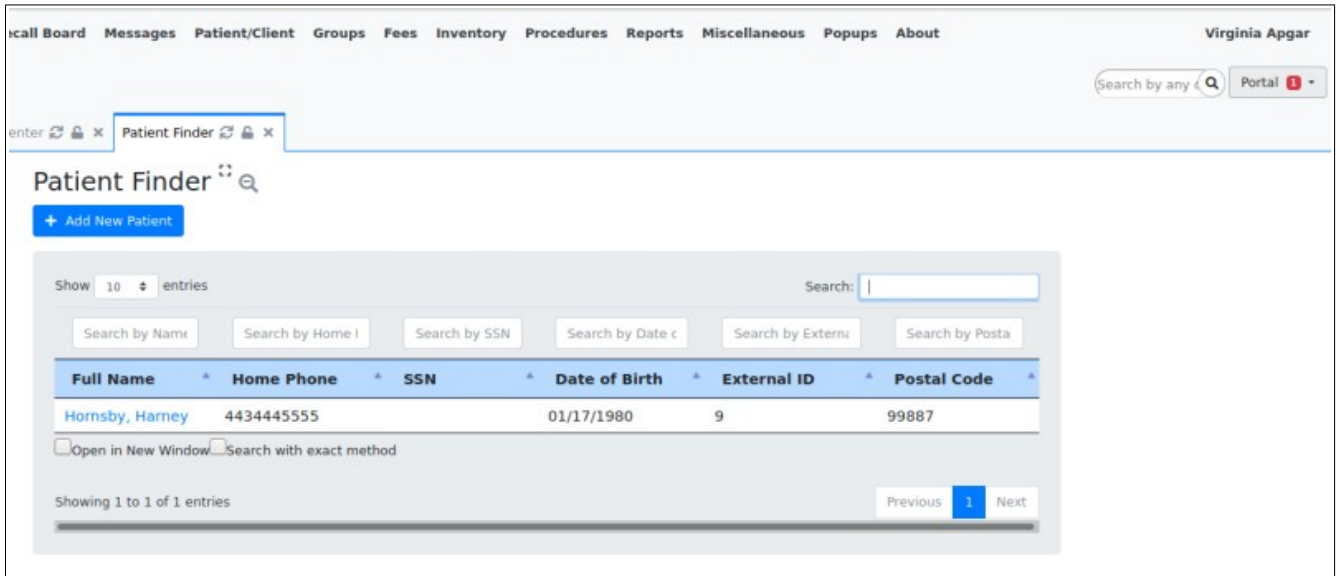 ecall Board Messages Patient/Client Groups Fees Inventory Procedures Reports Miscellaneous Popups About Virginia Apgar
Search by any Portal 1
enter Patient Finder
Patient Finder
+ Add New Patient
Show 10 entries Search:
Search by Name Search by Home Search by SSN Search by Date Search by Externa Search by Posta
Full Name Home Phone SSN Date of Birth External ID Postal Code
Hornsby, Harney 4434445555 01/17/1980 9 99887
Open in New Window Search with exact method
Showing 1 to 1 of 1 entries Previous 1 Next